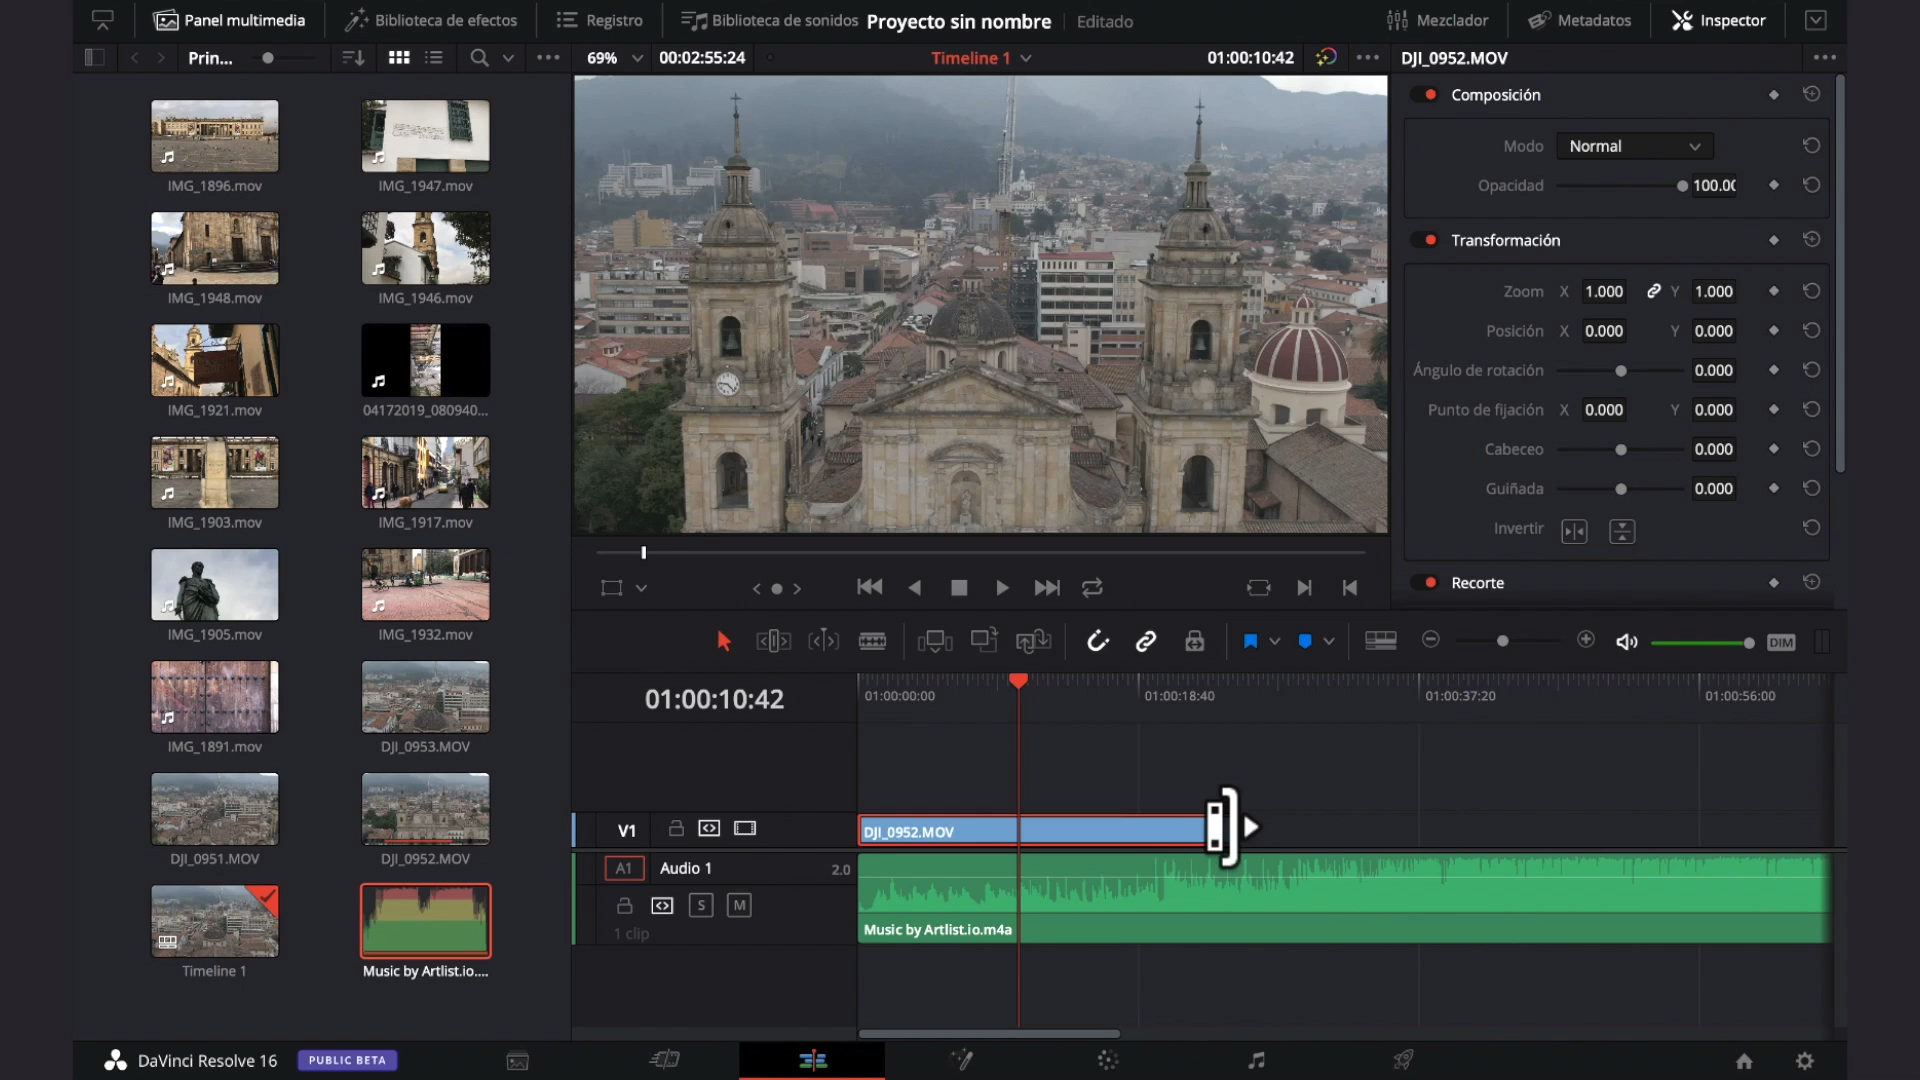 Panel multimedia
Biblioteca de efectos
Registro
Biblioteca de sonidos
Proyecto sin nombre
Editado
Mezclador
Metadatos
Inspector
Prin...
69%
00:02:55:24
Timeline 1
01:00:10:42
DJI_0952.MOV
IMG_1896.mov
IMG_1947.mov
IMG_1948.mov
IMG_1946.mov
IMG_1921.mov
04172019_080940...
IMG_1903.mov
IMG_1917.mov
IMG_1905.mov
IMG_1932.mov
IMG_1891.mov
DJI_0953.MOV
DJI_0951.MOV
DJI_0952.MOV
Timeline 1
Music by Artlist.io....
Composición
Modo Normal
Opacidad 100.00
Transformación
Zoom X 1.000 Y 1.000
Posición X 0.000 Y 0.000
Ángulo de rotación 0.000
Punto de fijación X 0.000 Y 0.000
Cabeceo 0.000
Guiñada 0.000
Invertir
Recorte
DIM
01:00:10:42
01:00:00:00
01:00:18:40
01:00:37:20
01:00:56:00
V1
DJI_0952.MOV
A1 Audio 1 2.0
S M
1 clip
Music by Artlist.io.m4a
DaVinci Resolve 16
PUBLIC BETA